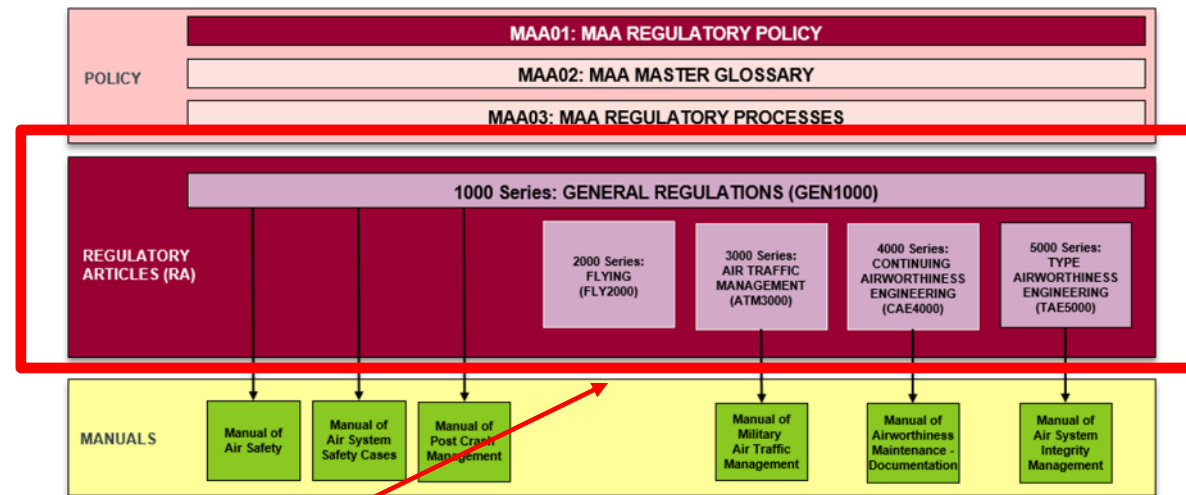 MAA01: MAA REGULATORY POLICY
POLICY
MAA02: MAA MASTER GLOSSARY
MAA03: MAA REGULATORY PROCESSES
1000 Series: GENERAL REGULATIONS (GEN1000)
REGULATORY
ARTICLES (RA)
2000 Series:
FLYING
(FLY2000)
3000 Series:
AIR TRAFFIC
MANAGEMENT
(ATM3000)
4000 Series:
CONTINUING
AIRWORTHINESS
ENGINEERING
(CAE4000)
5000 Series:
TYPE
AIRWORTHINESS
ENGINEERING
(TAE5000)
MANUALS
Manual of
Air Safety
Manual of
Air System
Safety Cases
Manual of
Post Crash
Management
Manual of
Military
Air Traffic
Management
Manual of
Airworthiness
Maintenance -
Documentation
Manual of
Air System
Integrity
Management